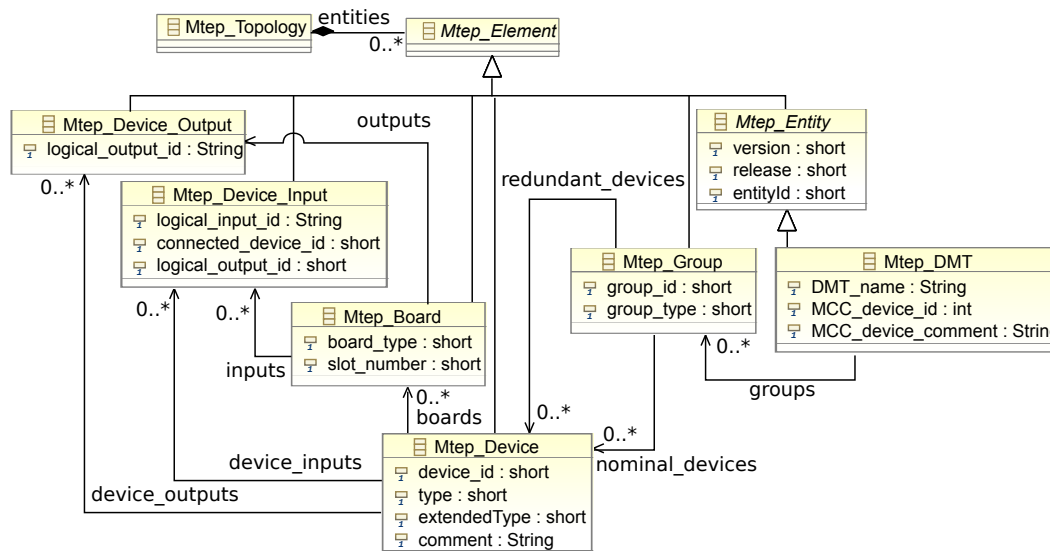 Mtep_Topology
entities
0..*
Mtep_Element
Mtep_Device_Output
logical_output_id : String
0..*
outputs
Mtep_Entity
version : short
release : short
entityId : short
Mtep_Device_Input
logical_input_id : String
connected_device_id : short
logical_output_id : short
0..*
0..*
redundant_devices
Mtep_Group
group_id : short
group_type : short
Mtep_DMT
DMT_name : String
MCC_device_id : int
MCC_device_comment : String
0..*
groups
Mtep_Board
board_type : short
slot_number : short
inputs
0..*
boards
0..*
0..*
nominal_devices
device_inputs
device_outputs
Mtep_Device
device_id : short
type : short
extendedType : short
comment : String